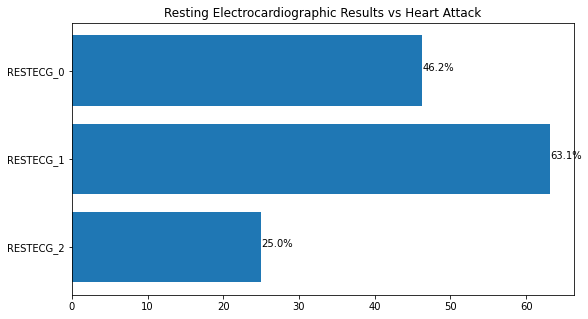 Resting Electrocardiographic Results vs Heart Attack
RESTECG_0
46.2%
RESTECG_1
63.1%
RESTECG_2
25.0%
0 10 20 30 40 50 60